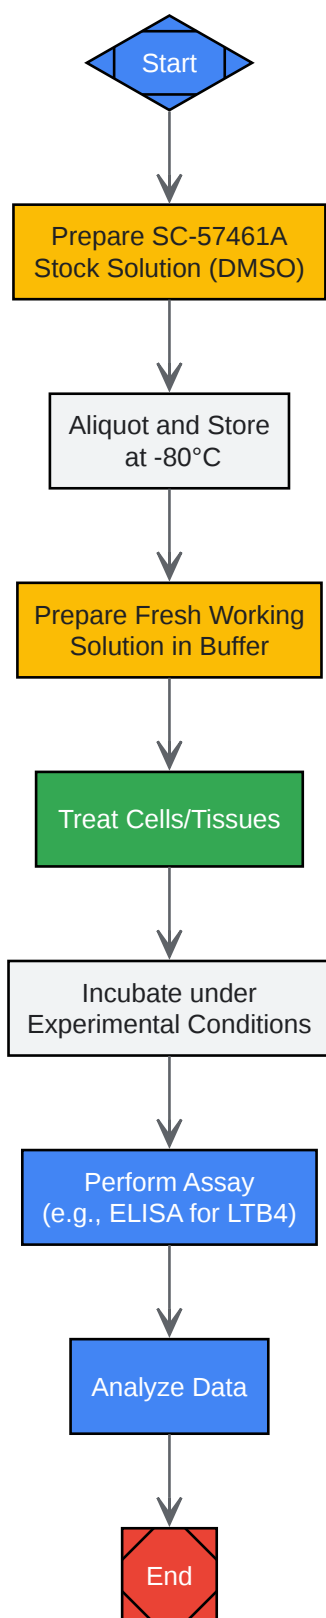 Start
Prepare SC-57461A
Stock Solution (DMSO)
Aliquot and Store
at -80°C
Prepare Fresh Working
Solution in Buffer
Treat Cells/Tissues
Incubate under
Experimental Conditions
Perform Assay
(e.g., ELISA for LTB4)
Analyze Data
End